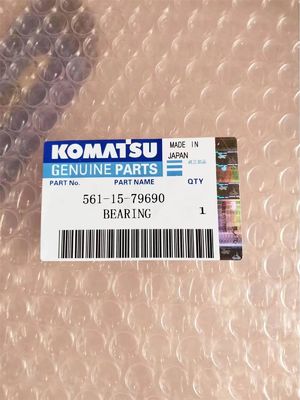 KOMATSU
MADE IN
JAPAN
GENUINE PARTS
PART No. PART NAME QTY
561-15-79690
BEARING 1